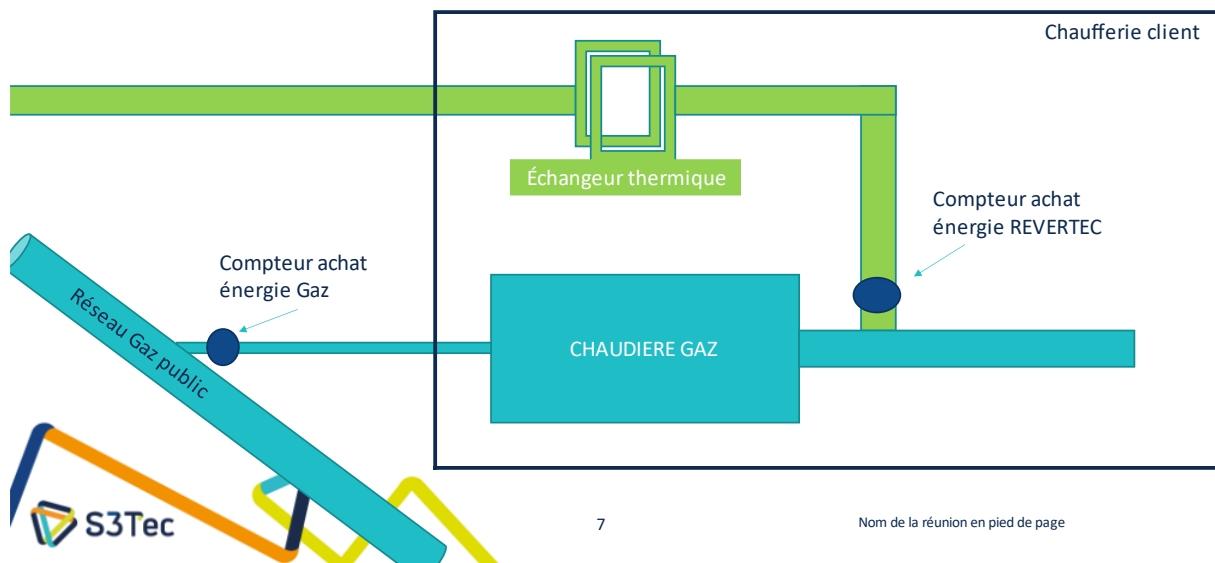 Chaufferie client
Échangeur thermique
Compteur achat
énergie REVERTEC
Compteur achat
énergie Gaz
Réseau Gaz public
CHAUDIERE GAZ
S3Tec
7
Nom de la réunion en pied de page